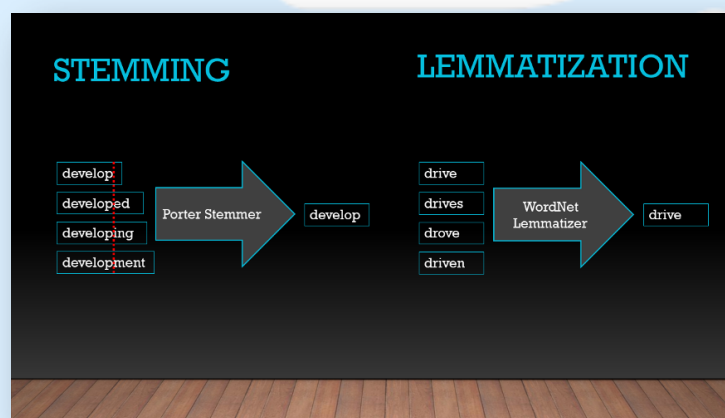 STEMMING
develop
developed
developing
development
Porter Stemmer
develop
LEMMATIZATION
drive
drives
drove
driven
WordNet
Lemmatizer
drive